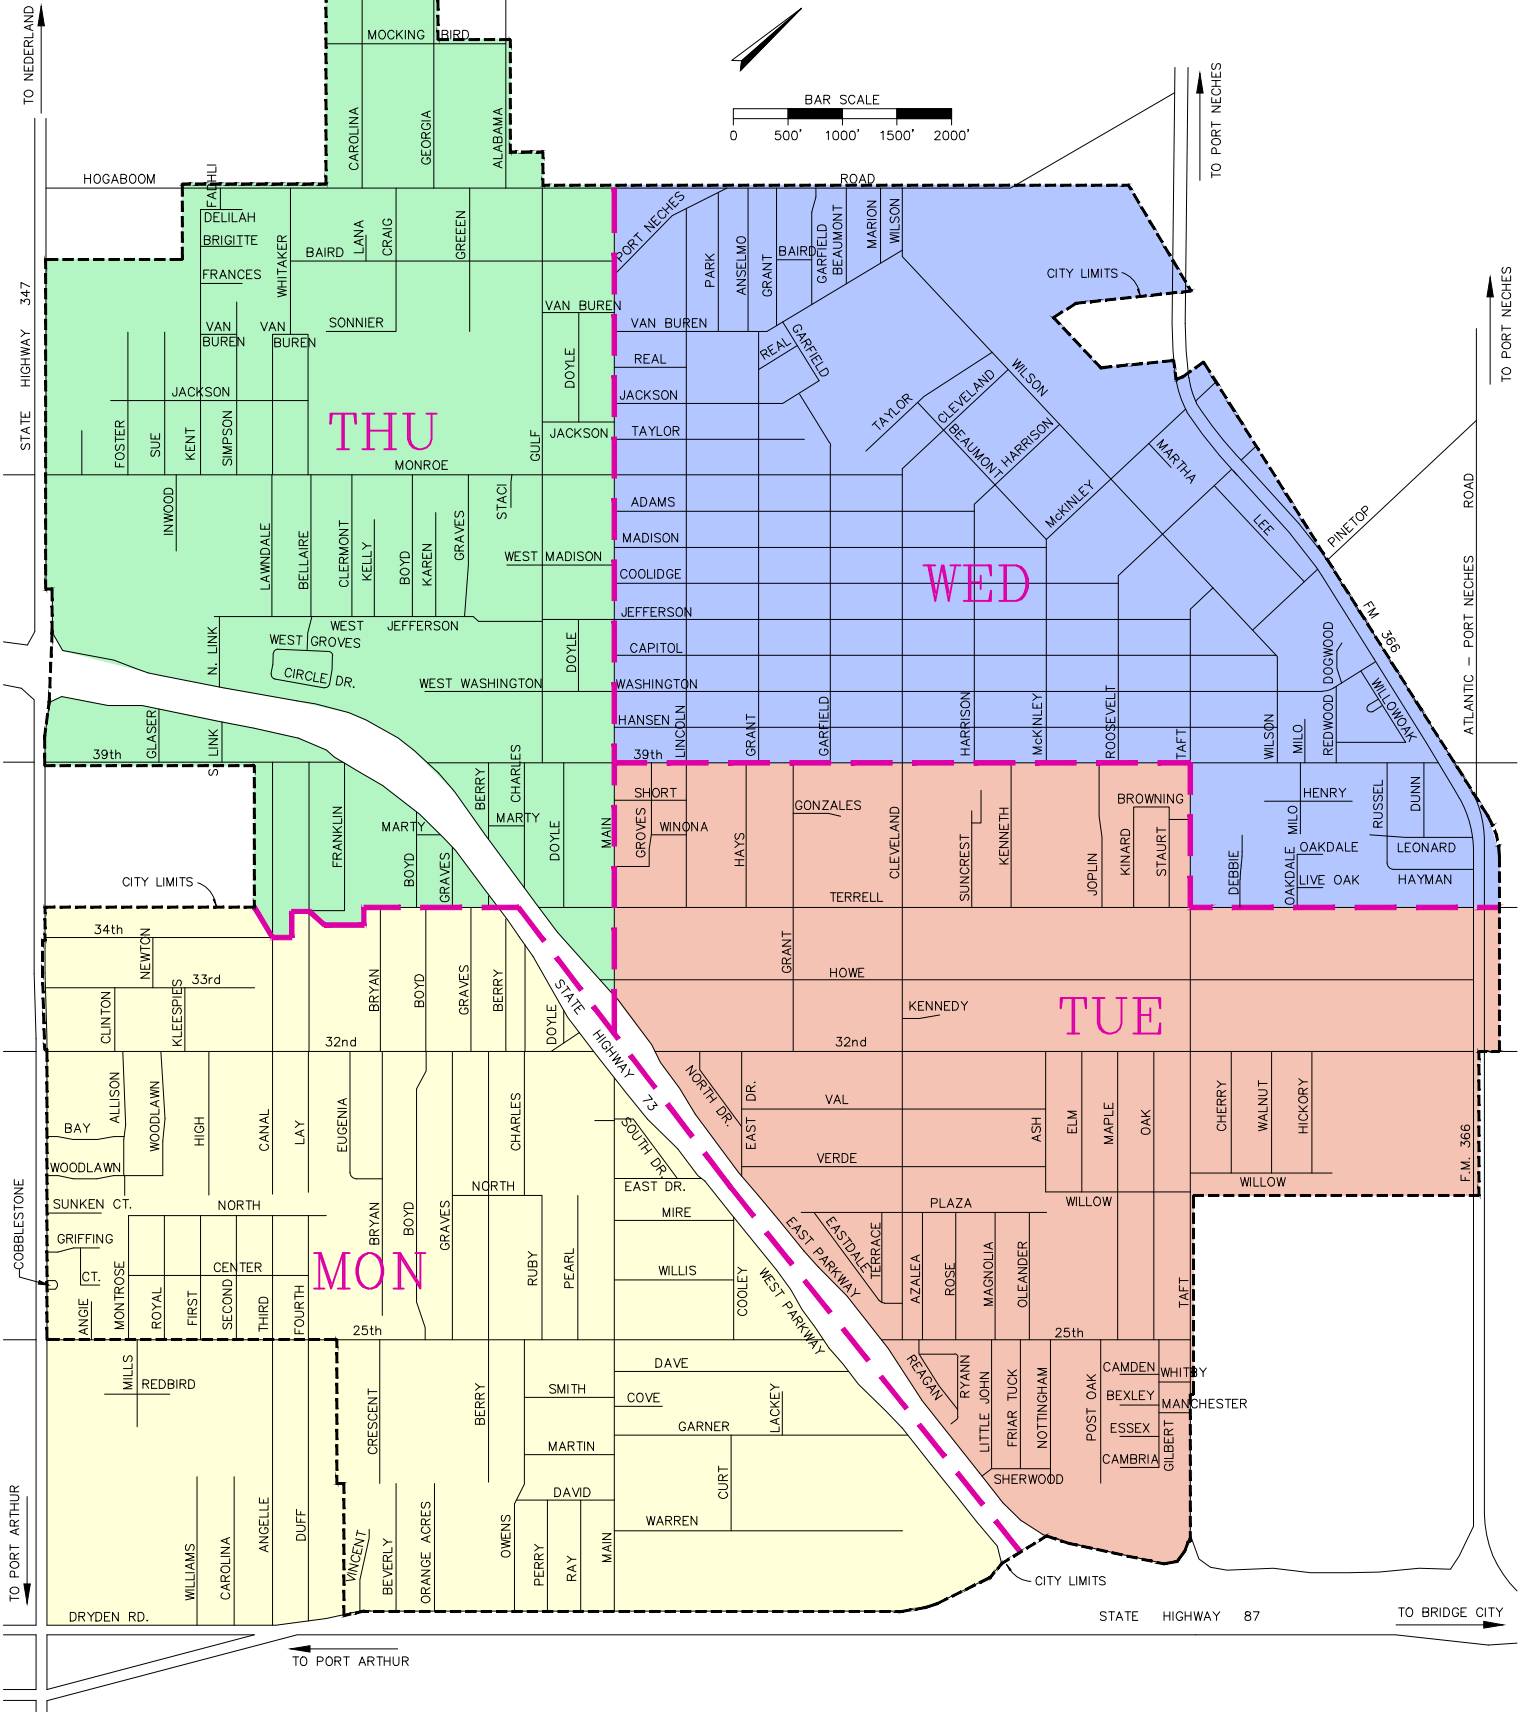 TO NEDERLAND
MOCKING BIRD
CAROLINA
GEORGIA
ALABAMA
BAR SCALE
0 500' 1000' 1500' 2000'
TO PORT NECHES
HOGABOOM
ROAD
FADHLI
DELILAH
BRIGITTE
FRANCES
WHITAKER
BAIRD
LANA
CRAIG
GREEEN
PORT NECHES
PARK
ANSELMO
GRANT
BAIRD
GARFIELD
BEAUMONT
MARION
WILSON
CITY LIMITS
TO PORT NECHES
STATE HIGHWAY 347
VAN BUREN
VAN BUREN
SONNIER
VAN BUREN
VAN BUREN
DOYLE
REAL
REAL
GARFIELD
JACKSON
JACKSON
JACKSON
TAYLOR
TAYLOR
CLEVELAND
WILSON
BEAUMONT
HARRISON
McKINLEY
MARTHA
LEE
PINETOP
FM 366
ATLANTIC - PORT NECHES ROAD
FOSTER
SUE
KENT
SIMPSON
THU
GULF
MONROE
INWOOD
LAWNDALE
BELLAIRE
CLERMONT
KELLY
BOYD
KAREN
GRAVES
STACI
WEST MADISON
ADAMS
MADISON
COOLIDGE
WED
JEFFERSON
CAPITOL
WASHINGTON
HANSEN
N. LINK
WEST JEFFERSON
WEST GROVES
CIRCLE DR.
DOYLE
WEST WASHINGTON
DOGWOOD
REDWOOD
WILLOWOAK
GLASER
S. LINK
39th
39th
LINCOLN
GRANT
GARFIELD
HARRISON
McKINLEY
ROOSEVELT
TAFT
WILSON
MILO
FRANKLIN
MARTY
BOYD
GRAVES
BERRY
CHARLES
MARTY
DOYLE
MAIN
SHORT
GROVES
WINONA
HAYS
GONZALES
CLEVELAND
SUNCREST
KENNETH
JOPLIN
BROWNING
KINARD
STAURT
HENRY
MILO
RUSSEL
DUNN
DEBBIE
OAKDALE
OAKDALE
LIVE OAK
LEONARD
HAYMAN
CITY LIMITS
TERRELL
34th
NEWTON
33rd
CLINTON
KLEESPIES
BRYAN
BOYD
GRAVES
BERRY
DOYLE
STATE HIGHWAY 73
GRANT
HOWE
KENNEDY
TUE
32nd
32nd
BAY
ALLISON
WOODLAWN
WOODLAWN
HIGH
CANAL
LAY
EUGENIA
CHARLES
NORTH DR.
EAST DR.
SOUTH DR.
EAST DR.
VAL
VERDE
ASH
ELM
MAPLE
OAK
CHERRY
WALNUT
HICKORY
F.M. 366
WILLOW
WILLOW
COBBLESTONE
SUNKEN CT.
GRIFFING
CT.
ANGIE
NORTH
NORTH
MONTROSE
ROYAL
CENTER
FIRST
SECOND
THIRD
FOURTH
MON
BRYAN
BOYD
GRAVES
RUBY
PEARL
MIRE
WILLIS
COOLEY
WEST PARKWAY
EAST PARKWAY
PLAZA
EASTDALE
TERRACE
AZALEA
ROSE
MAGNOLIA
OLEANDER
TAFT
25th
25th
MILLS
REDBIRD
CRESCENT
BERRY
SMITH
MARTIN
DAVID
DAVE
COVE
GARNER
LACKEY
CURT
WARREN
REAGAN
RYANN
LITTLE JOHN
FRIAR TUCK
NOTTINGHAM
SHERWOOD
POST OAK
CAMDEN
BEXLEY
ESSEX
CAMBRIA
WHITBY
MANCHESTER
GILBERT
TO PORT ARTHUR
WILLIAMS
CAROLINA
ANGELLE
DUFF
VINCENT
BEVERLY
ORANGE ACRES
OWENS
PERRY
RAY
MAIN
CITY LIMITS
DRYDEN RD.
STATE HIGHWAY 87
TO BRIDGE CITY
TO PORT ARTHUR